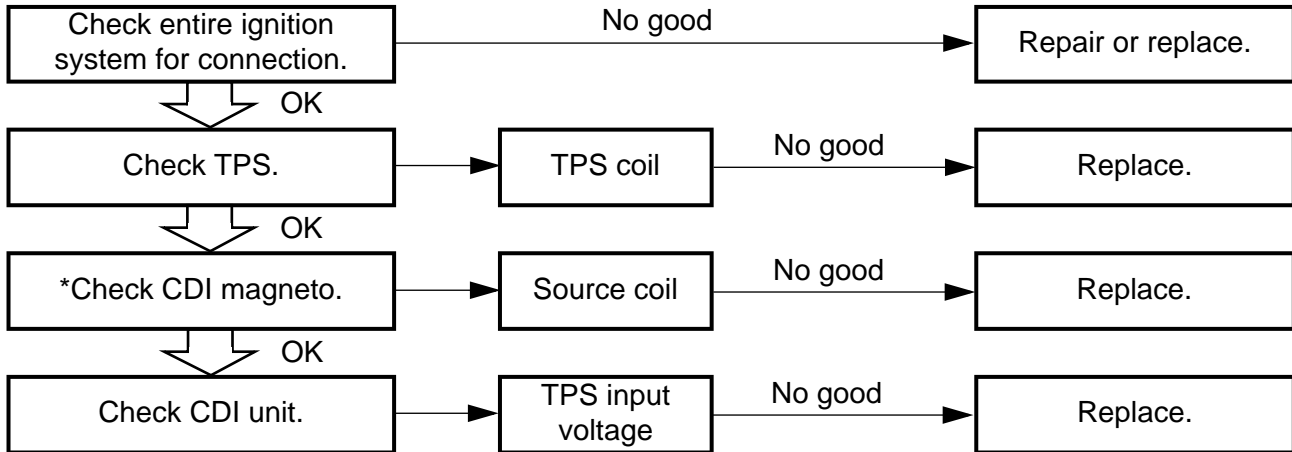 Check entire ignition
system for connection.
No good
Repair or replace.
OK
Check TPS.
TPS coil
No good
Replace.
OK
*Check CDI magneto.
Source coil
No good
Replace.
OK
Check CDI unit.
TPS input
voltage
No good
Replace.